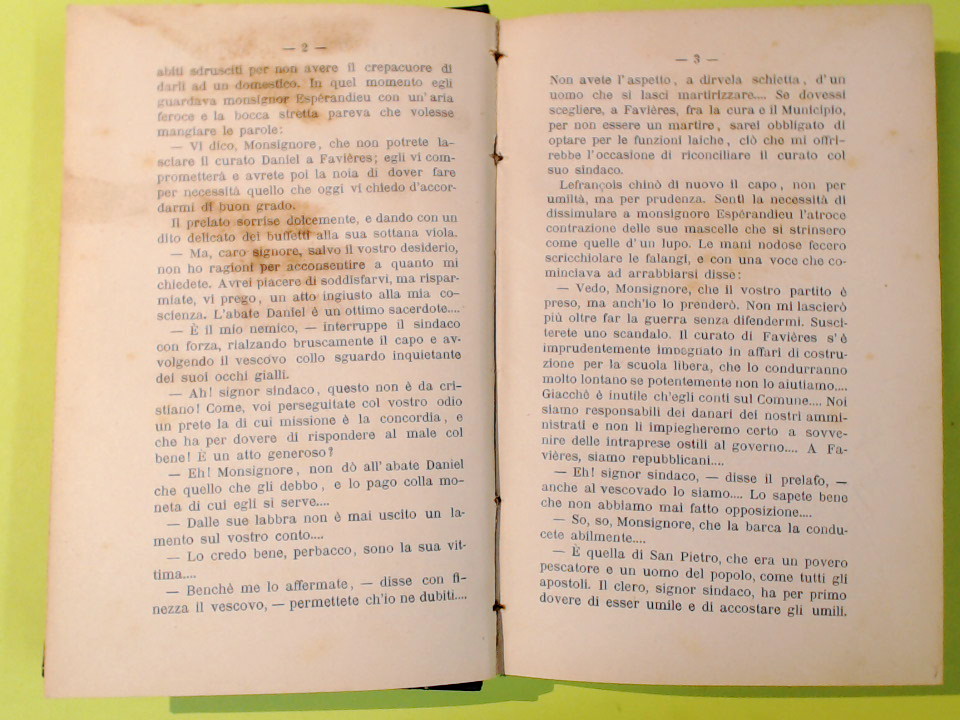 — 2 —
abiti sdrusciti per non avere il crepacuore di
darli ad un domestico. In quel momento egli
guardava monsignor Espérandieu con un'aria
feroce e la bocca stretta pareva che volesse
mangiare le parole:
— Vi dico, Monsignore, che non potrete la-
sciare il curato Daniel a Favières; egli vi com-
prometterà e avrete poi la noia di dover fare
per necessità quello che oggi vi chiedo d'accor-
darmi di buon grado.
Il prelato sorrise dolcemente, e dando con un
dito delicato dei buffetti alla sua sottana viola.
— Ma, caro signore, salvo il vostro desiderio,
non ho ragioni per acconsentire a quanto mi
chiedete. Avrei piacere di soddisfarvi, ma rispar-
miate, vi prego, un atto ingiusto alla mia co-
scienza. L'abate Daniel è un ottimo sacerdote....
— È il mio nemico, — interruppe il sindaco
con forza, rialzando bruscamente il capo e av-
volgendo il vescovo collo sguardo inquietante
dei suoi occhi gialli.
— Ah! signor sindaco, questo non è da cri-
stiano! Come, voi perseguitate col vostro odio
un prete la di cui missione è la concordia, e
che ha per dovere di rispondere al male col
bene! È un atto generoso?
— Eh! Monsignore, non dò all'abate Daniel
che quello che gli debbo, e lo pago colla mo-
neta di cui egli si serve....
— Dalle sue labbra non è mai uscito un la-
mento sul vostro conto....
— Lo credo bene, perbacco, sono la sua vit-
tima....
— Benchè me lo affermate, — disse con fi-
nezza il vescovo, — permettete ch'io ne dubiti....
— 3 —
Non avete l'aspetto, a dirvela schietta, d'un
uomo che si lasci martirizzare.... Se dovessi
scegliere, a Favières, fra la cura e il Municipio,
per non essere un martire, sarei obbligato di
optare per le funzioni laiche, ciò che mi offri-
rebbe l'occasione di riconciliare il curato col
suo sindaco.
Lefrançois chinò di nuovo il capo, non per
umiltà, ma per prudenza. Sentì la necessità di
dissimulare a monsignore Espérandieu l'atroce
contrazione delle sue mascelle che si strinsero
come quelle d'un lupo. Le mani nodose fecero
scricchiolare le falangi, e con una voce che co-
minciava ad arrabbiarsi disse:
— Vedo, Monsignore, che il vostro partito è
preso, ma anch'io lo prenderò. Non mi lascierò
più oltre far la guerra senza difendermi. Susci-
terete uno scandalo. Il curato di Favières s'è
imprudentemente impegnato in affari di costru-
zione per la scuola libera, che lo condurranno
molto lontano se potentemente non lo aiutiamo....
Giacchè è inutile ch'egli conti sul Comune.... Noi
siamo responsabili dei danari dei nostri ammi-
nistrati e non li impiegheremo certo a sovve-
nire delle intraprese ostili al governo.... A Fa-
vières, siamo repubblicani....
— Eh! signor sindaco, — disse il prelafo, —
anche al vescovado lo siamo.... Lo sapete bene
che non abbiamo mai fatto opposizione....
— So, so, Monsignore, che la barca la condu-
cete abilmente....
— È quella di San Pietro, che era un povero
pescatore e un uomo del popolo, come tutti gli
apostoli. Il clero, signor sindaco, ha per primo
dovere di esser umile e di accostare gli umili.